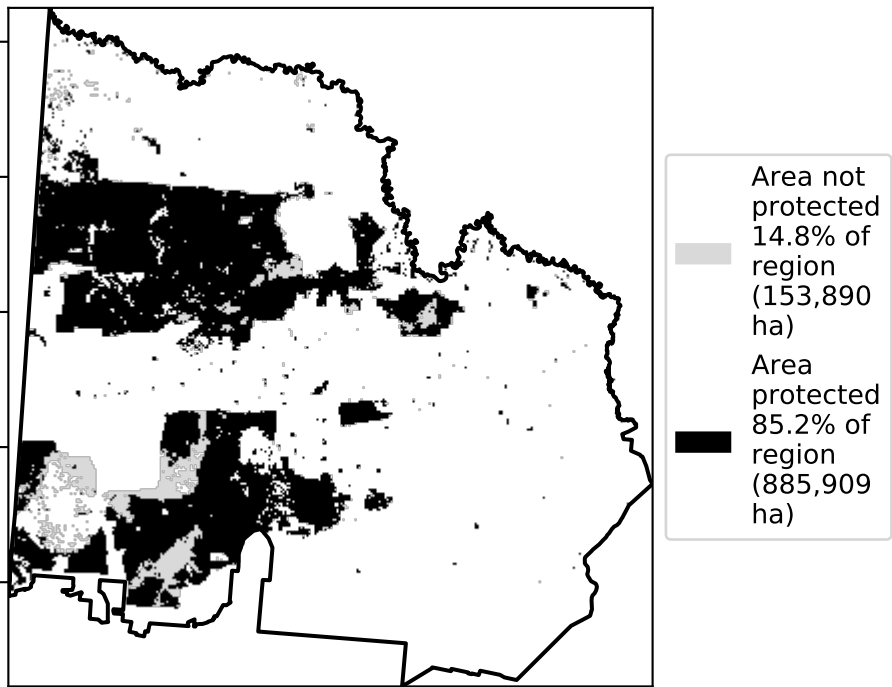 Area not
protected
14.8% of
region
(153,890
ha)
Area
protected
85.2% of
region
(885,909
ha)